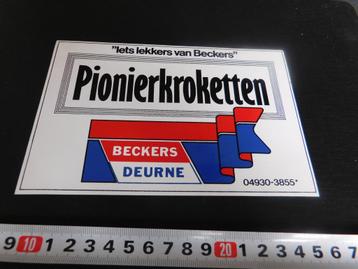 "Iets lekkers van Beckers"
Pionierkroketten
BECKERS
DEURNE
04930-3855*
9 10 1 2 3 4 5 6 7 8 9 20 1 2 3 4 5 6 7